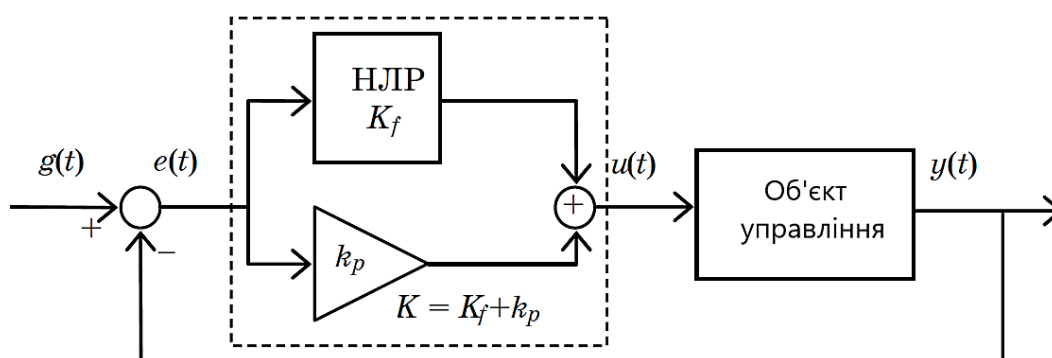 НЛР
K_f
g(t)
e(t)
+
−
k_p
K = K_f+k_p
+
u(t)
Об'єкт
управління
y(t)